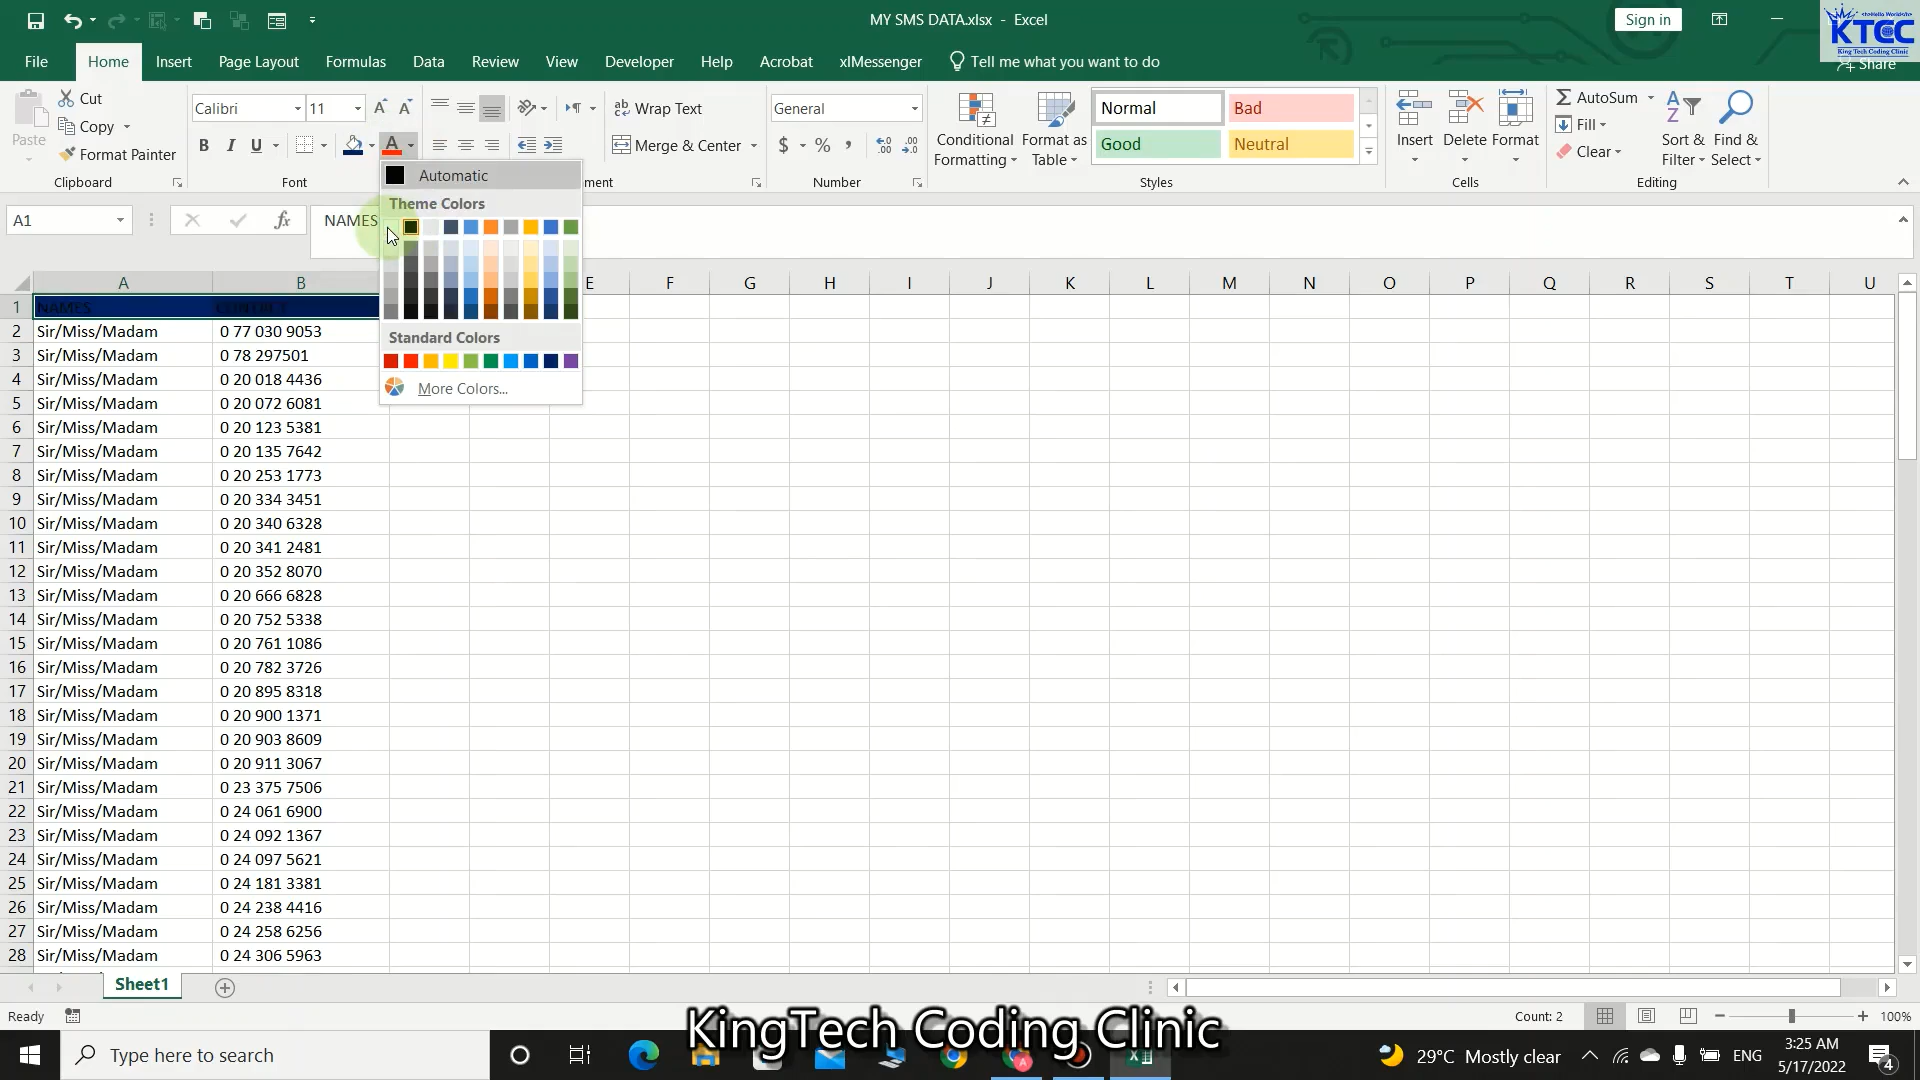 MY SMS DATA.xlsx - Excel
Sign in
<Hello World/>
KTCC
King Tech Coding Clinic
File Home Insert Page Layout Formulas Data Review View Developer Help Acrobat xlMessenger Tell me what you want to do
Share
Paste
Cut
Copy
Format Painter
Clipboard
Calibri 11
B I U
Font
Wrap Text
Merge & Center
ment
General
$ % ,
Number
Conditional Formatting
Format as Table
Normal Bad
Good Neutral
Styles
Insert Delete Format
Cells
AutoSum
Fill
Clear
Sort & Filter
Find & Select
Editing
A1
fx
NAMES
Automatic
Theme Colors
Standard Colors
More Colors...
A B E F G H I J K L M N O P Q R S T U
1 NAMES CONTACT
2 Sir/Miss/Madam 0 77 030 9053
3 Sir/Miss/Madam 0 78 297501
4 Sir/Miss/Madam 0 20 018 4436
5 Sir/Miss/Madam 0 20 072 6081
6 Sir/Miss/Madam 0 20 123 5381
7 Sir/Miss/Madam 0 20 135 7642
8 Sir/Miss/Madam 0 20 253 1773
9 Sir/Miss/Madam 0 20 334 3451
10 Sir/Miss/Madam 0 20 340 6328
11 Sir/Miss/Madam 0 20 341 2481
12 Sir/Miss/Madam 0 20 352 8070
13 Sir/Miss/Madam 0 20 666 6828
14 Sir/Miss/Madam 0 20 752 5338
15 Sir/Miss/Madam 0 20 761 1086
16 Sir/Miss/Madam 0 20 782 3726
17 Sir/Miss/Madam 0 20 895 8318
18 Sir/Miss/Madam 0 20 900 1371
19 Sir/Miss/Madam 0 20 903 8609
20 Sir/Miss/Madam 0 20 911 3067
21 Sir/Miss/Madam 0 23 375 7506
22 Sir/Miss/Madam 0 24 061 6900
23 Sir/Miss/Madam 0 24 092 1367
24 Sir/Miss/Madam 0 24 097 5621
25 Sir/Miss/Madam 0 24 181 3381
26 Sir/Miss/Madam 0 24 238 4416
27 Sir/Miss/Madam 0 24 258 6256
28 Sir/Miss/Madam 0 24 306 5963
Sheet1
Ready
Count: 2
100%
KingTech Coding Clinic
Type here to search
29°C Mostly clear
ENG
3:25 AM
5/17/2022
4